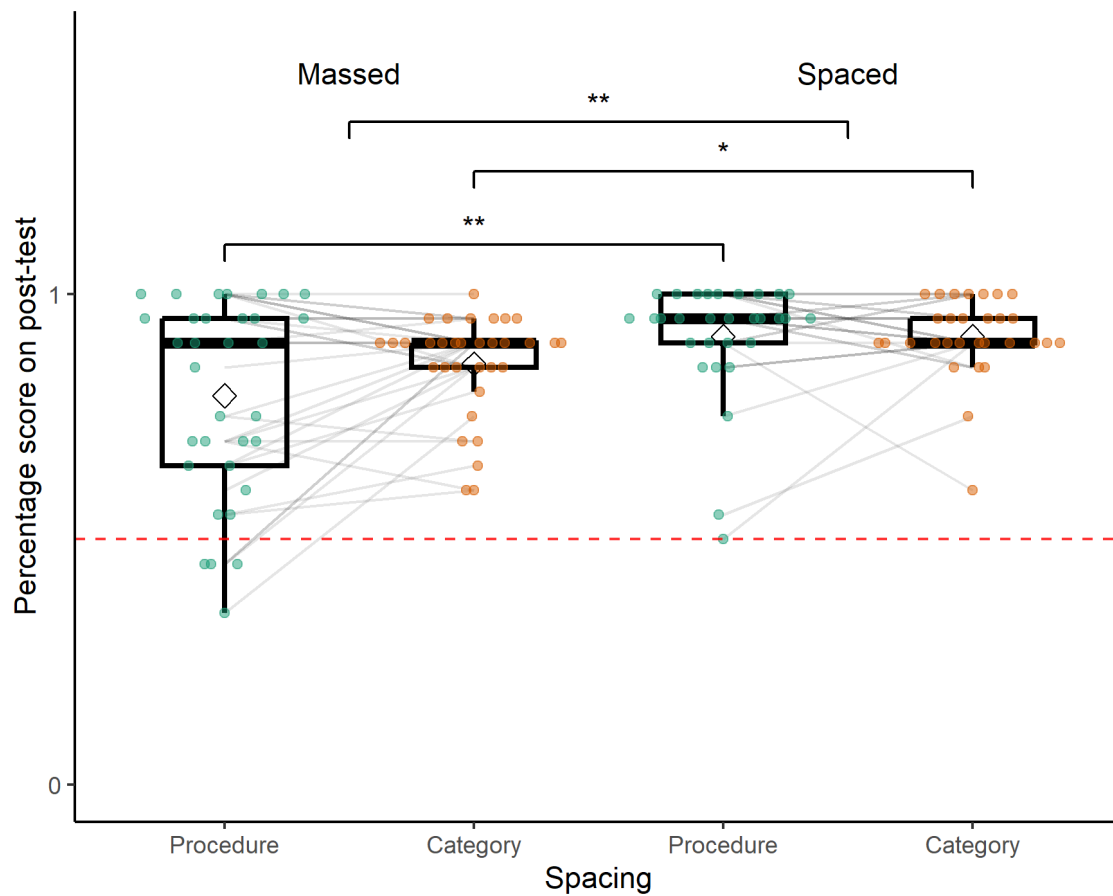 Massed Spaced
**
*
**
Percentage score on post-test
1
0
Procedure Category Procedure Category
Spacing